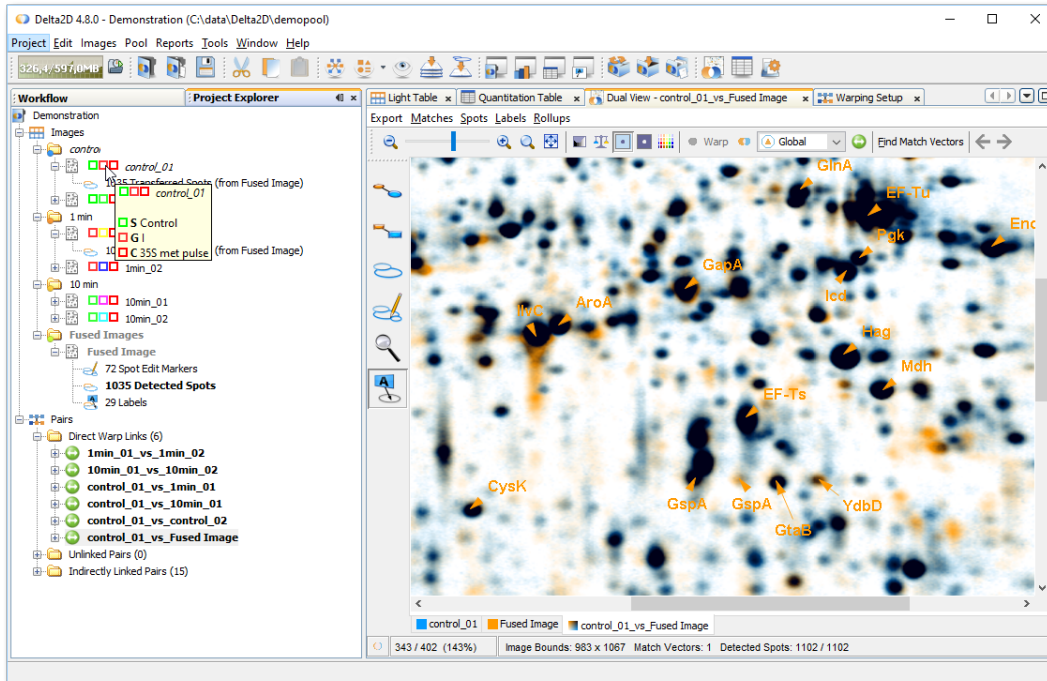 Delta2D 4.8.0 - Demonstration (C:\data\Delta2D\demopool)
Project Edit Images Pool Reports Tools Window Help
326,4/597,0MB
Workflow
Project Explorer
Demonstration
Images
control
control_01
1035 Transferred Spots (from Fused Image)
control_01
S Control
G I
C 35S met pulse
1 min
10
(from Fused Image)
1min_02
10 min
10min_01
10min_02
Fused Images
Fused Image
72 Spot Edit Markers
1035 Detected Spots
29 Labels
Pairs
Direct Warp Links (6)
1min_01_vs_1min_02
10min_01_vs_10min_02
control_01_vs_1min_01
control_01_vs_10min_01
control_01_vs_control_02
control_01_vs_Fused Image
Unlinked Pairs (0)
Indirectly Linked Pairs (15)
Light Table
Quantitation Table
Dual View - control_01_vs_Fused Image
Warping Setup
Export Matches Spots Labels Rollups
Warp
Global
Find Match Vectors
A
GlnA
EF-Tu
Pgk
GapA
Icd
IlvC
AroA
Hag
Mdh
EF-Ts
CysK
GspA
GspA
GtaB
YdbD
control_01
Fused Image
control_01_vs_Fused Image
343 / 402 (143%)
Image Bounds: 983 x 1067 Match Vectors: 1 Detected Spots: 1102 / 1102